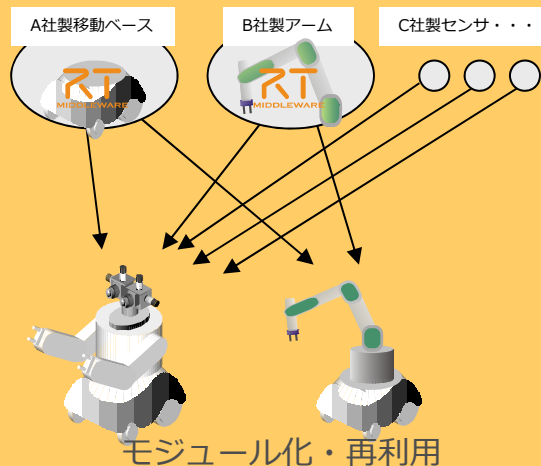 A社製移動ベース
B社製アーム
C社製センサ・・・
RT
MIDDLEWARE
RT
MIDDLEWARE
モジュール化・再利用